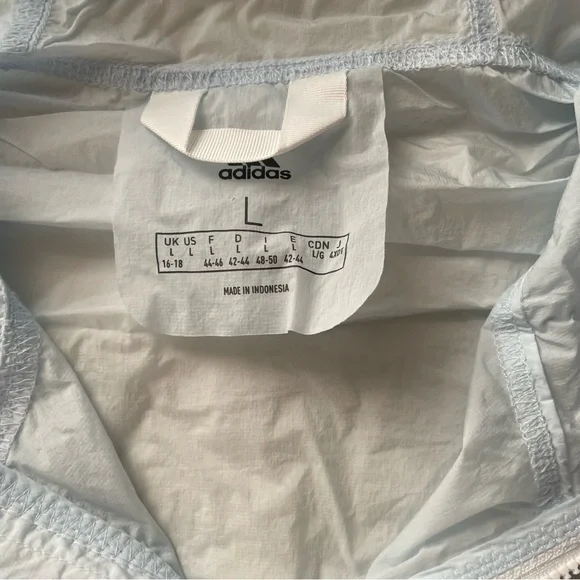 adidas
L
UK US F D I E CDN J
L L L L L L L/G
16-18 44-46 42-44 48-50 42-44
MADE IN INDONESIA